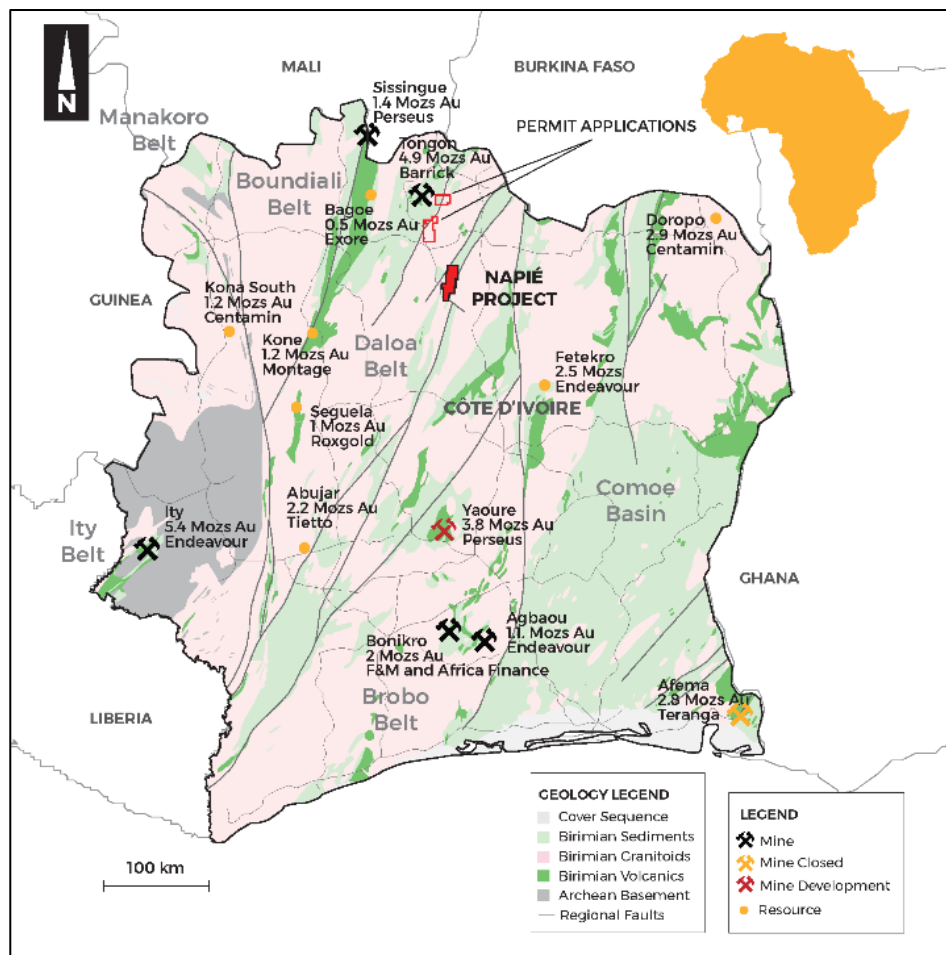 N
MALI
BURKINA FASO
Manakoro
Belt
Sissingue
1.4 Mozs Au
Perseus
PERMIT APPLICATIONS
Tongon
4.9 Mozs Au
Barrick
Boundiali
Belt
Bagoe
0.5 Mozs Au
Exore
Doropo
2.9 Mozs Au
Centamin
NAPIÉ
PROJECT
GUINEA
Kona South
1.2 Mozs Au
Centamin
Kone
1.2 Mozs Au
Montage
Daloa
Belt
Fetekro
2.5 Mozs
Endeavour
CÔTE D'IVOIRE
Seguela
1 Mozs Au
Roxgold
Comoe
Basin
Abujar
2.2 Mozs Au
Tietto
Yaoure
3.8 Mozs Au
Perseus
Ity
5.4 Mozs Au
Endeavour
Ity
Belt
GHANA
Agbaou
1.1. Mozs Au
Endeavour
Bonikro
2 Mozs Au
F&M and Africa Finance
Brobo
Belt
Afema
2.8 Mozs Au
Teranga
LIBERIA
100 km
GEOLOGY LEGEND
Cover Sequence
Birimian Sediments
Birimian Granitoids
Birimian Volcanics
Archean Basement
Regional Faults
LEGEND
Mine
Mine Closed
Mine Development
Resource